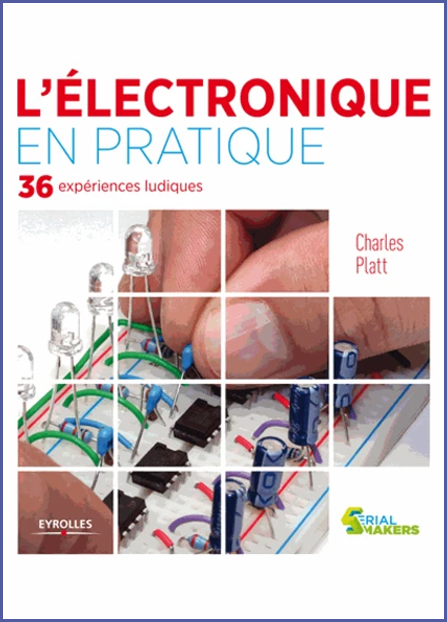 L'ÉLECTRONIQUE
EN PRATIQUE
36 expériences ludiques
Charles
Platt
EYROLLES
SERIAL
MAKERS